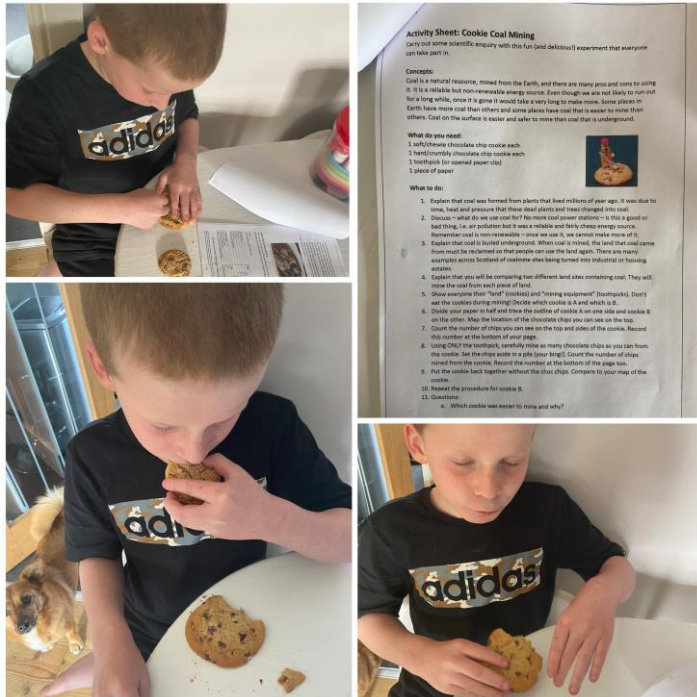 adidas
Activity Sheet: Cookie Coal Mining
Carry out some scientific enquiry with this fun (and delicious!) experiment that everyone
can take part in.
Concepts:
Coal is a natural resource, mined from the Earth, and there are many pros and cons to using
it. It is a reliable but non-renewable energy source. Even though we are not likely to run out
for a long while, once it is gone it would take a very long to make more. Some places in
Earth have more coal than others and some places have coal that is easier to mine than
others. Coal on the surface is easier and safer to mine than coal that is underground.
What do you need:
1 soft/chewie chocolate chip cookie each
1 hard/crumbly chocolate chip cookie each
1 toothpick (or opened paper clip)
1 piece of paper
What to do:
1. Explain that coal was formed from plants that lived millions of year ago. It was due to
time, heat and pressure that these dead plants and trees changed into coal.
2. Discuss – what do we use coal for? No more coal power stations – is this a good or
bad thing, i.e. air pollution but it was a reliable and fairly cheap energy source.
Remember coal is non-renewable – once we use it, we cannot make more of it.
3. Explain that coal is buried underground. When coal is mined, the land that coal came
from must be reclaimed so that people can use the land again. There are many
examples across Scotland of coalmine sites being turned into industrial or housing
estates.
4. Explain that you will be comparing two different land sites containing coal. They will
mine the coal from each piece of land.
5. Show everyone their "land" (cookies) and "mining equipment" (toothpicks). Don't
eat the cookies during mining! Decide which cookie is A and which is B.
6. Divide your paper in half and trace the outline of cookie A on one side and cookie B
on the other. Map the location of the chocolate chips you can see on the top.
7. Count the number of chips you can see on the top and sides of the cookie. Record
this number at the bottom of your page.
8. Using ONLY the toothpick, carefully mine as many chocolate chips as you can from
the cookie. Set the chips aside in a pile (your bing!). Count the number of chips
mined from the cookie. Record the number at the bottom of the page too.
9. Put the cookie back together without the choc chips. Compare to your map of the
cookie.
10. Repeat the procedure for cookie B.
11. Questions:
a. Which cookie was easier to mine and why?
adi
adidas